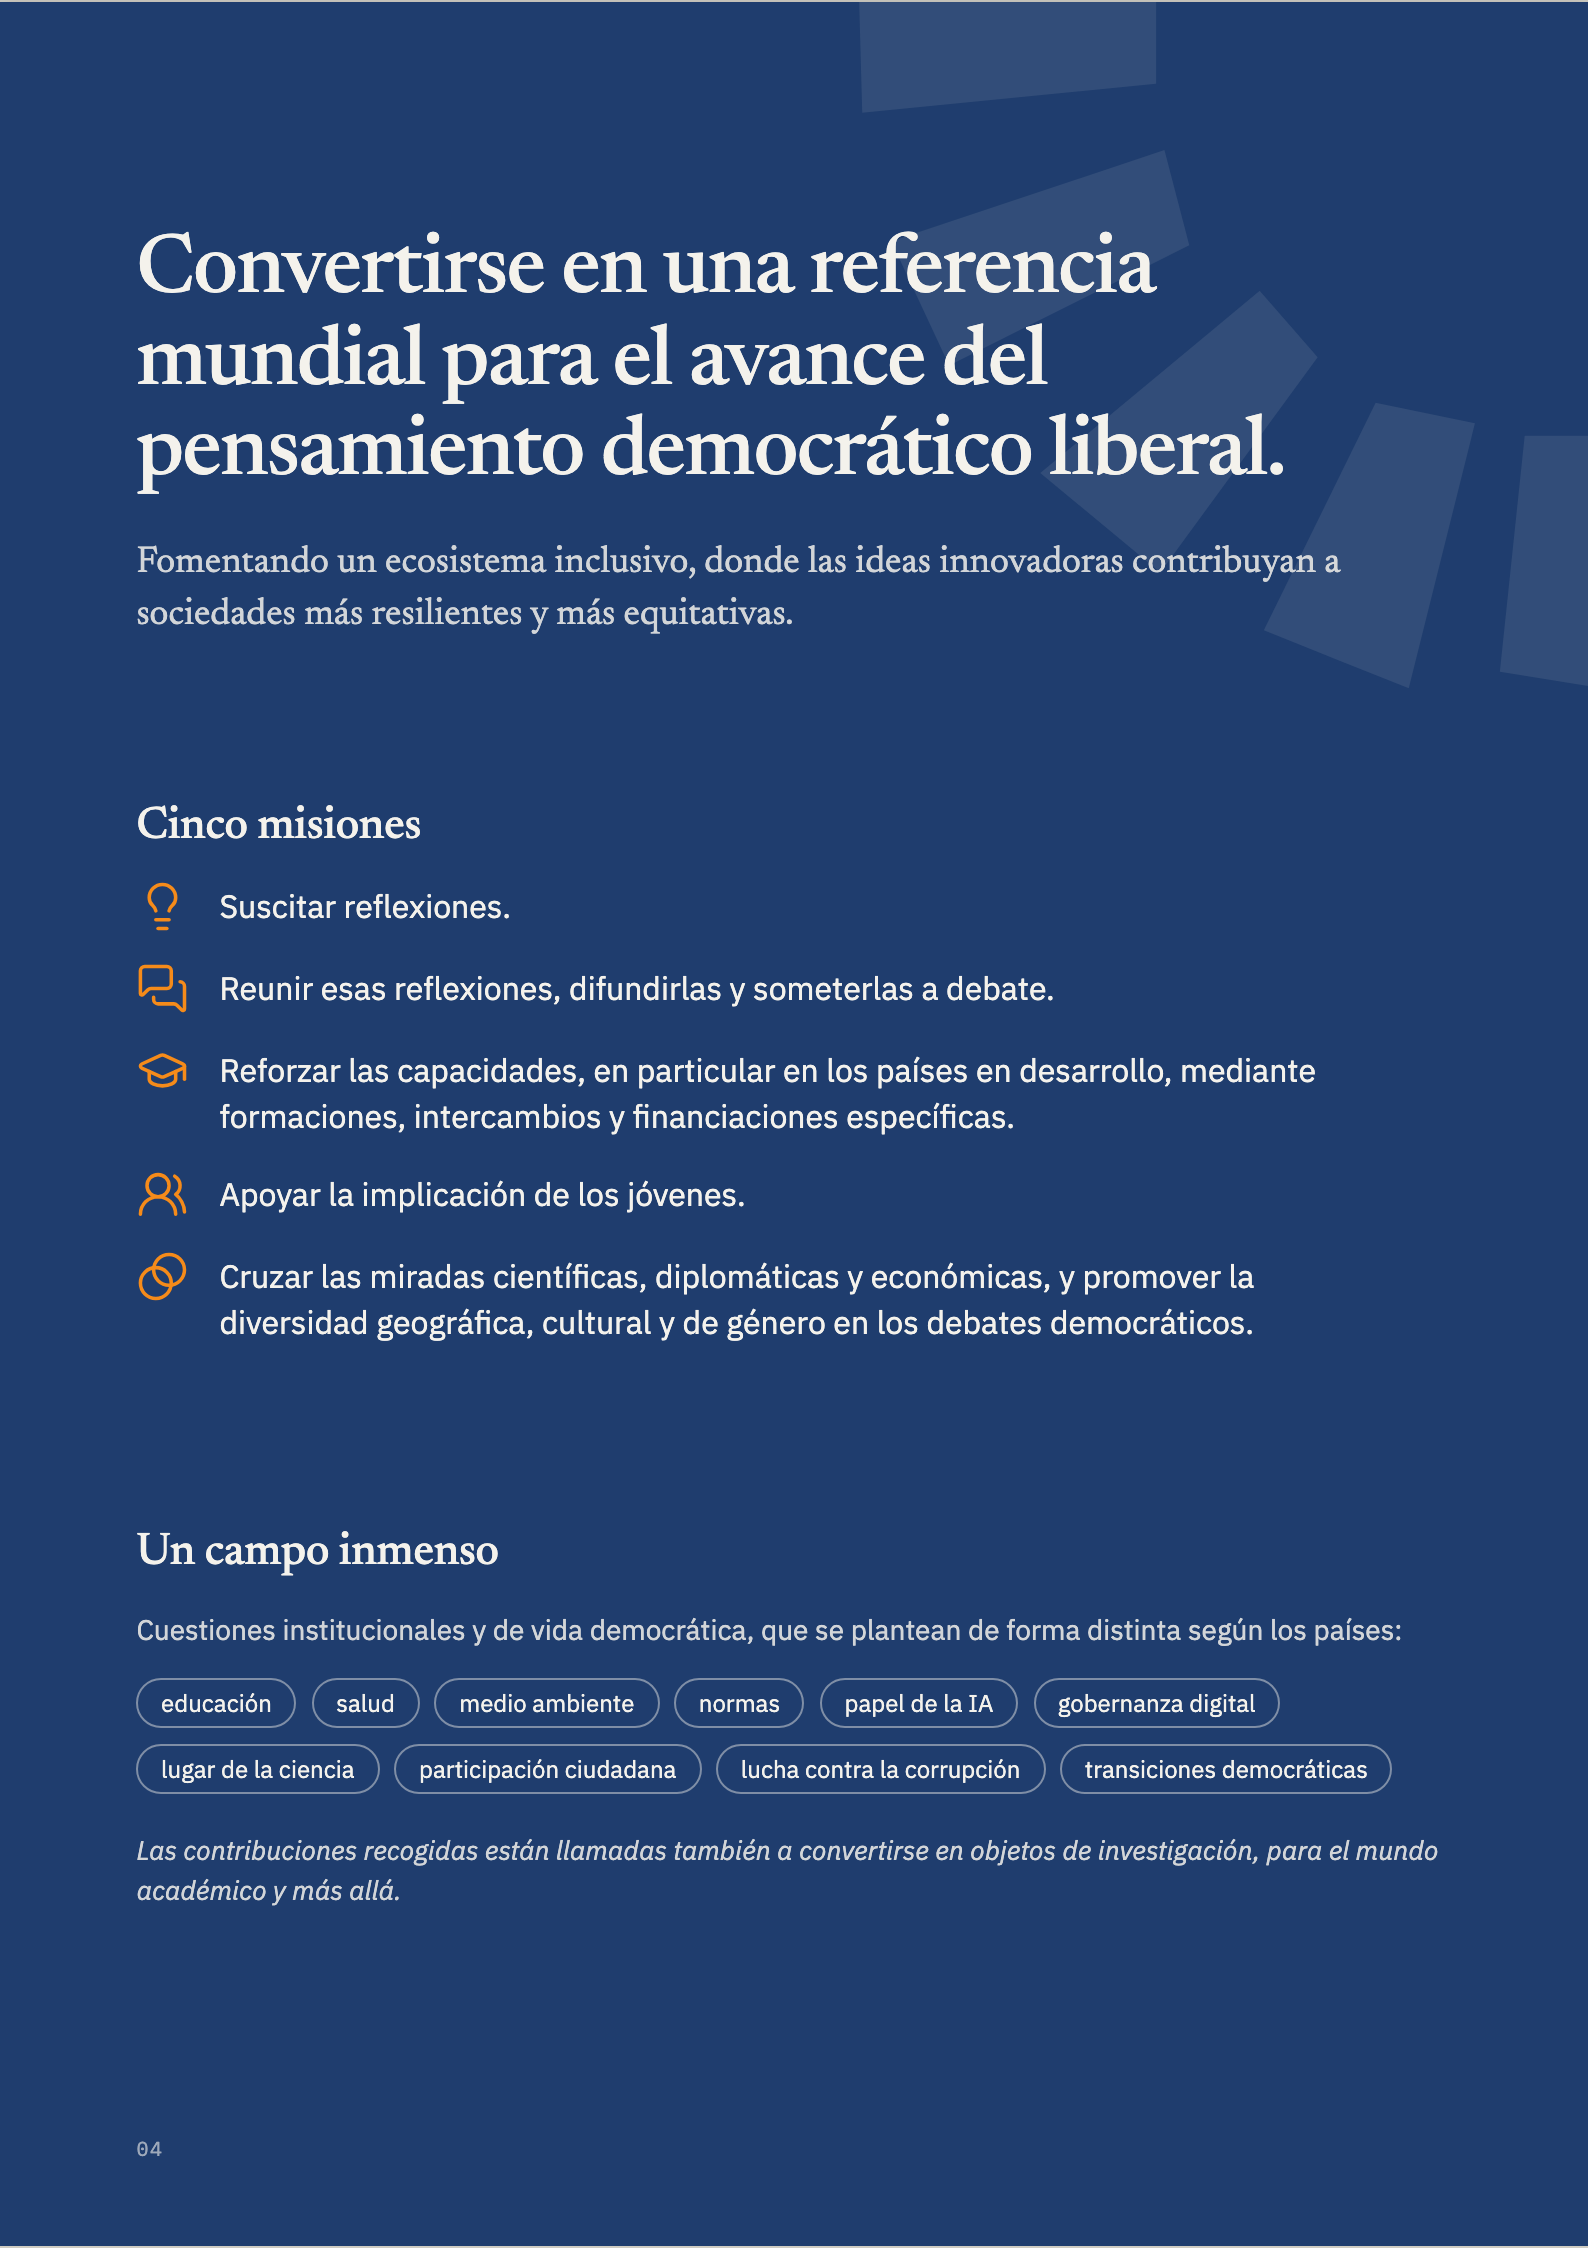 Convertirse en una referencia
mundial para el avance del
pensamiento democrático liberal.
Fomentando un ecosistema inclusivo, donde las ideas innovadoras contribuyan a
sociedades más resilientes y más equitativas.
Cinco misiones
Suscitar reflexiones.
Reunir esas reflexiones, difundirlas y someterlas a debate.
Reforzar las capacidades, en particular en los países en desarrollo, mediante
formaciones, intercambios y financiaciones específicas.
Apoyar la implicación de los jóvenes.
Cruzar las miradas científicas, diplomáticas y económicas, y promover la
diversidad geográfica, cultural y de género en los debates democráticos.
Un campo inmenso
Cuestiones institucionales y de vida democrática, que se plantean de forma distinta según los países:
educación salud medio ambiente normas papel de la IA gobernanza digital
lugar de la ciencia participación ciudadana lucha contra la corrupción transiciones democráticas
Las contribuciones recogidas están llamadas también a convertirse en objetos de investigación, para el mundo
académico y más allá.
04